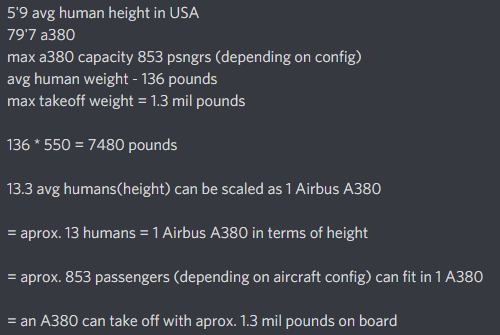 5'9 avg human height in USA
79'7 a380
max a380 capacity 853 psngrs (depending on config)
avg human weight - 136 pounds
max takeoff weight = 1.3 mil pounds
136 * 550 = 7480 pounds
13.3 avg humans(height) can be scaled as 1 Airbus A380
= aprox. 13 humans = 1 Airbus A380 in terms of height
= aprox. 853 passengers (depending on aircraft config) can fit in 1 A380
= an A380 can take off with aprox. 1.3 mil pounds on board